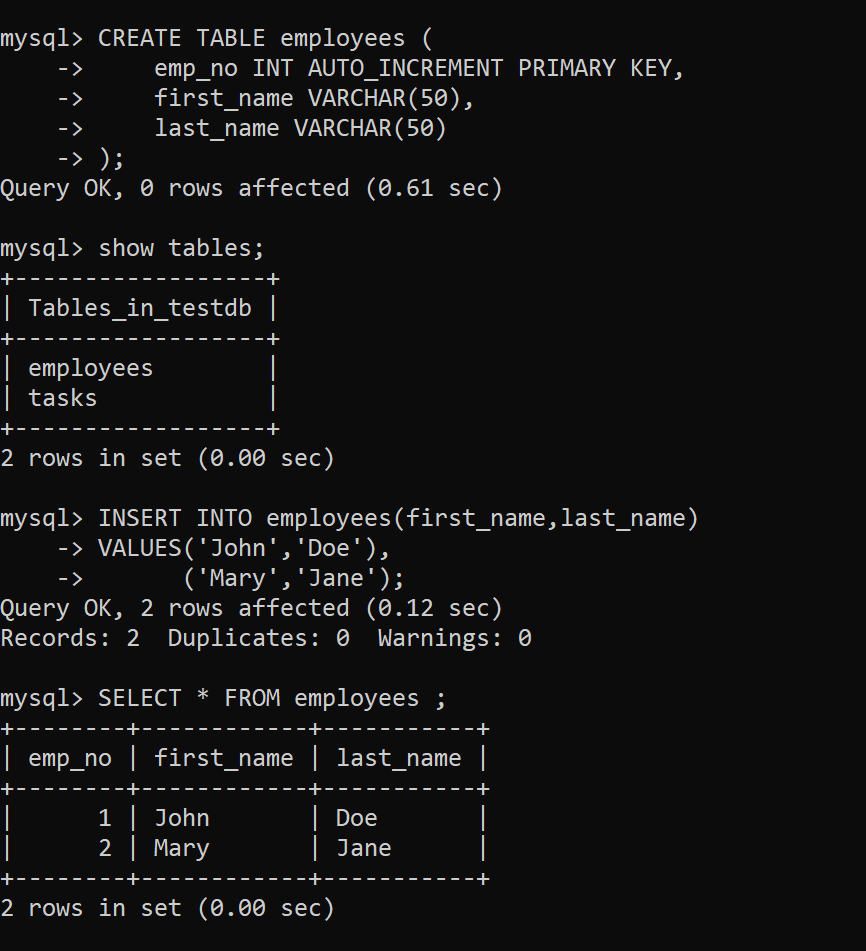 mysql> CREATE TABLE employees (
    ->     emp_no INT AUTO_INCREMENT PRIMARY KEY,
    ->     first_name VARCHAR(50),
    ->     last_name VARCHAR(50)
    -> );
Query OK, 0 rows affected (0.61 sec)

mysql> show tables;
+------------------+
| Tables_in_testdb |
+------------------+
| employees        |
| tasks            |
+------------------+
2 rows in set (0.00 sec)

mysql> INSERT INTO employees(first_name,last_name)
    -> VALUES('John','Doe'),
    ->       ('Mary','Jane');
Query OK, 2 rows affected (0.12 sec)
Records: 2  Duplicates: 0  Warnings: 0

mysql> SELECT * FROM employees ;
+--------+------------+-----------+
| emp_no | first_name | last_name |
+--------+------------+-----------+
|      1 | John       | Doe       |
|      2 | Mary       | Jane      |
+--------+------------+-----------+
2 rows in set (0.00 sec)